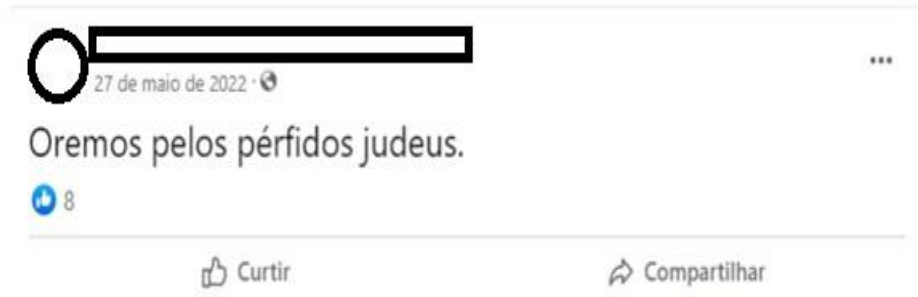 27 de maio de 2022 ·
Oremos pelos pérfidos judeus.
8
Curtir Compartilhar